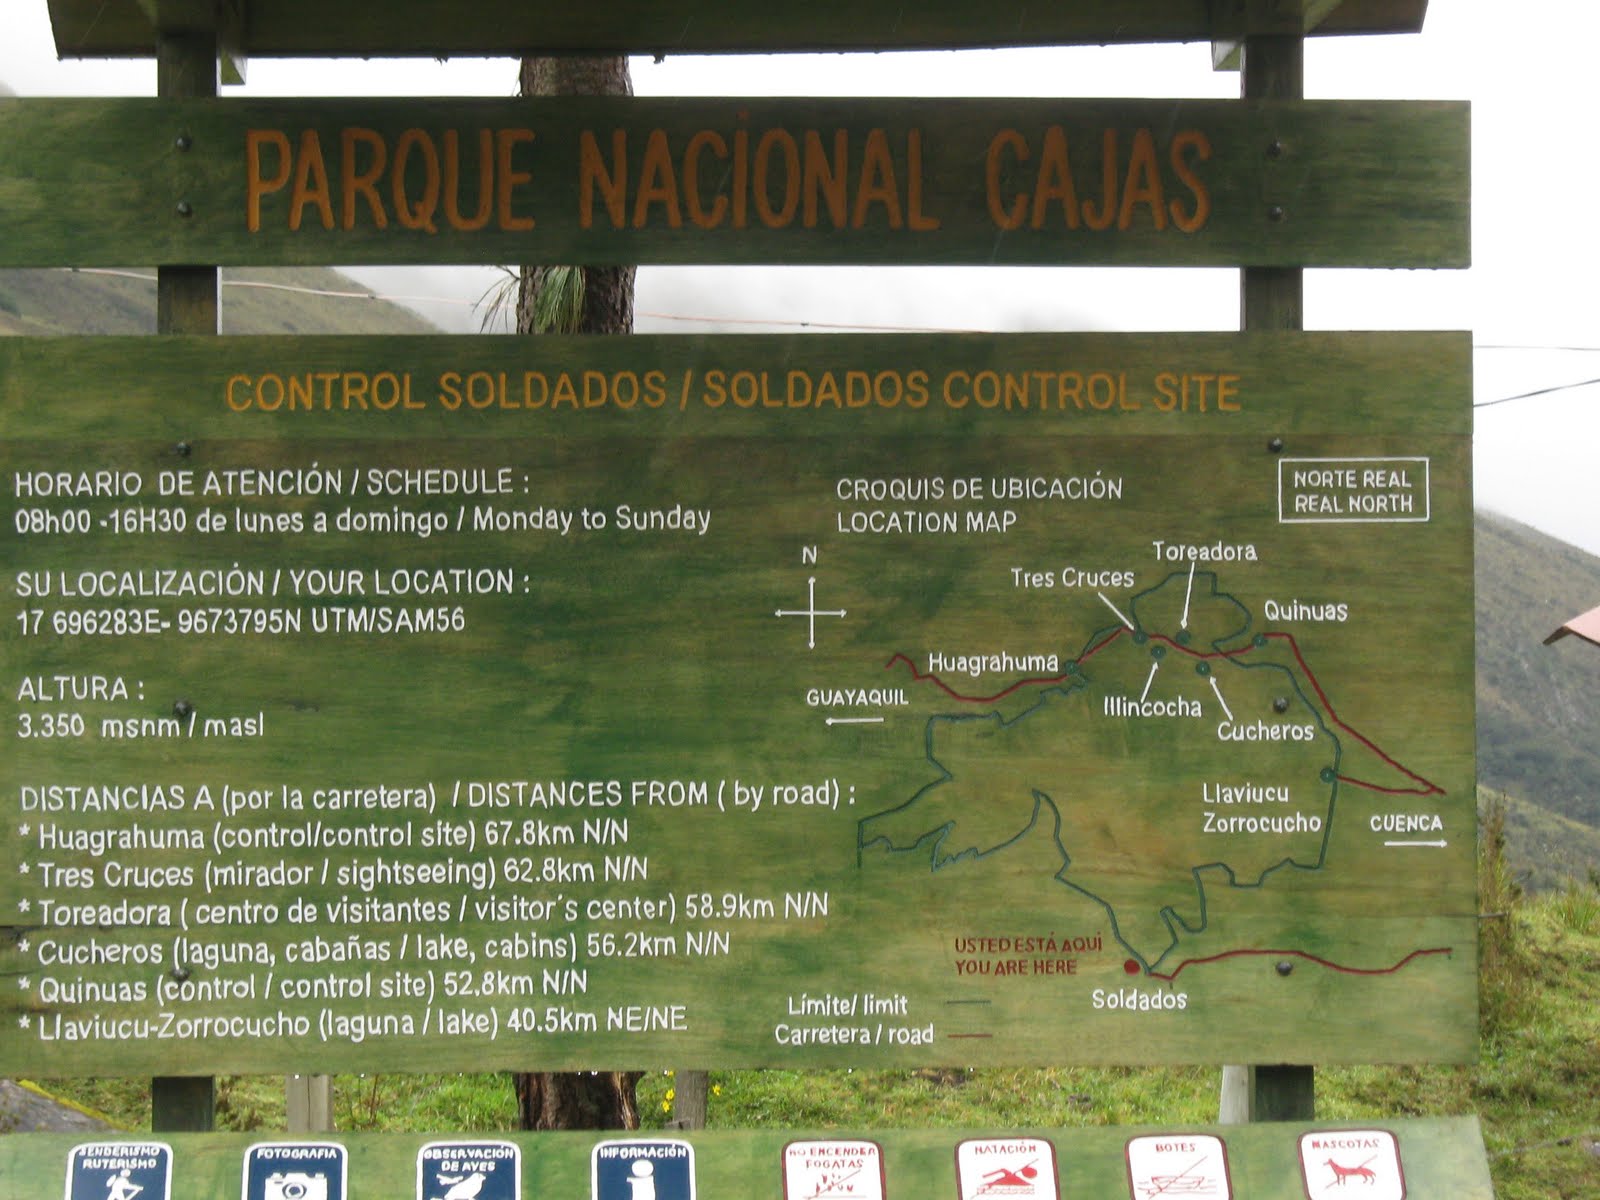 PARQUE NACIONAL CAJAS
CONTROL SOLDADOS / SOLDADOS CONTROL SITE
HORARIO DE ATENCIÓN / SCHEDULE :
08h00 -16H30 de lunes a domingo / Monday to Sunday
SU LOCALIZACIÓN / YOUR LOCATION :
17 696283E- 9673795N UTM/SAM56
ALTURA :
3.350 msnm / masl
DISTANCIAS A (por la carretera) / DISTANCES FROM ( by road) :
* Huagrahuma (control/control site) 67.8km N/N
* Tres Cruces (mirador / sightseeing) 62.8km N/N
* Toreadora ( centro de visitantes / visitor's center) 58.9km N/N
* Cucheros (laguna, cabañas / lake, cabins) 56.2km N/N
* Quinuas (control / control site) 52.8km N/N
* Llaviucu-Zorrocucho (laguna / lake) 40.5km NE/NE
CROQUIS DE UBICACIÓN
LOCATION MAP
NORTE REAL
REAL NORTH
N
Toreadora
Tres Cruces
Quinuas
Huagrahuma
GUAYAQUIL
Illincocha
Cucheros
Llaviucu
Zorrocucho
CUENCA
USTED ESTÁ AQUÍ
YOU ARE HERE
Soldados
Límite/ limit
Carretera / road
SENDERISMO
RUTERISMO
FOTOGRAFIA
OBSERVACIÓN
DE AVES
INFORMACIÓN
NO ENCENDER
FOGATAS
NATACIÓN
BOTES
MASCOTAS